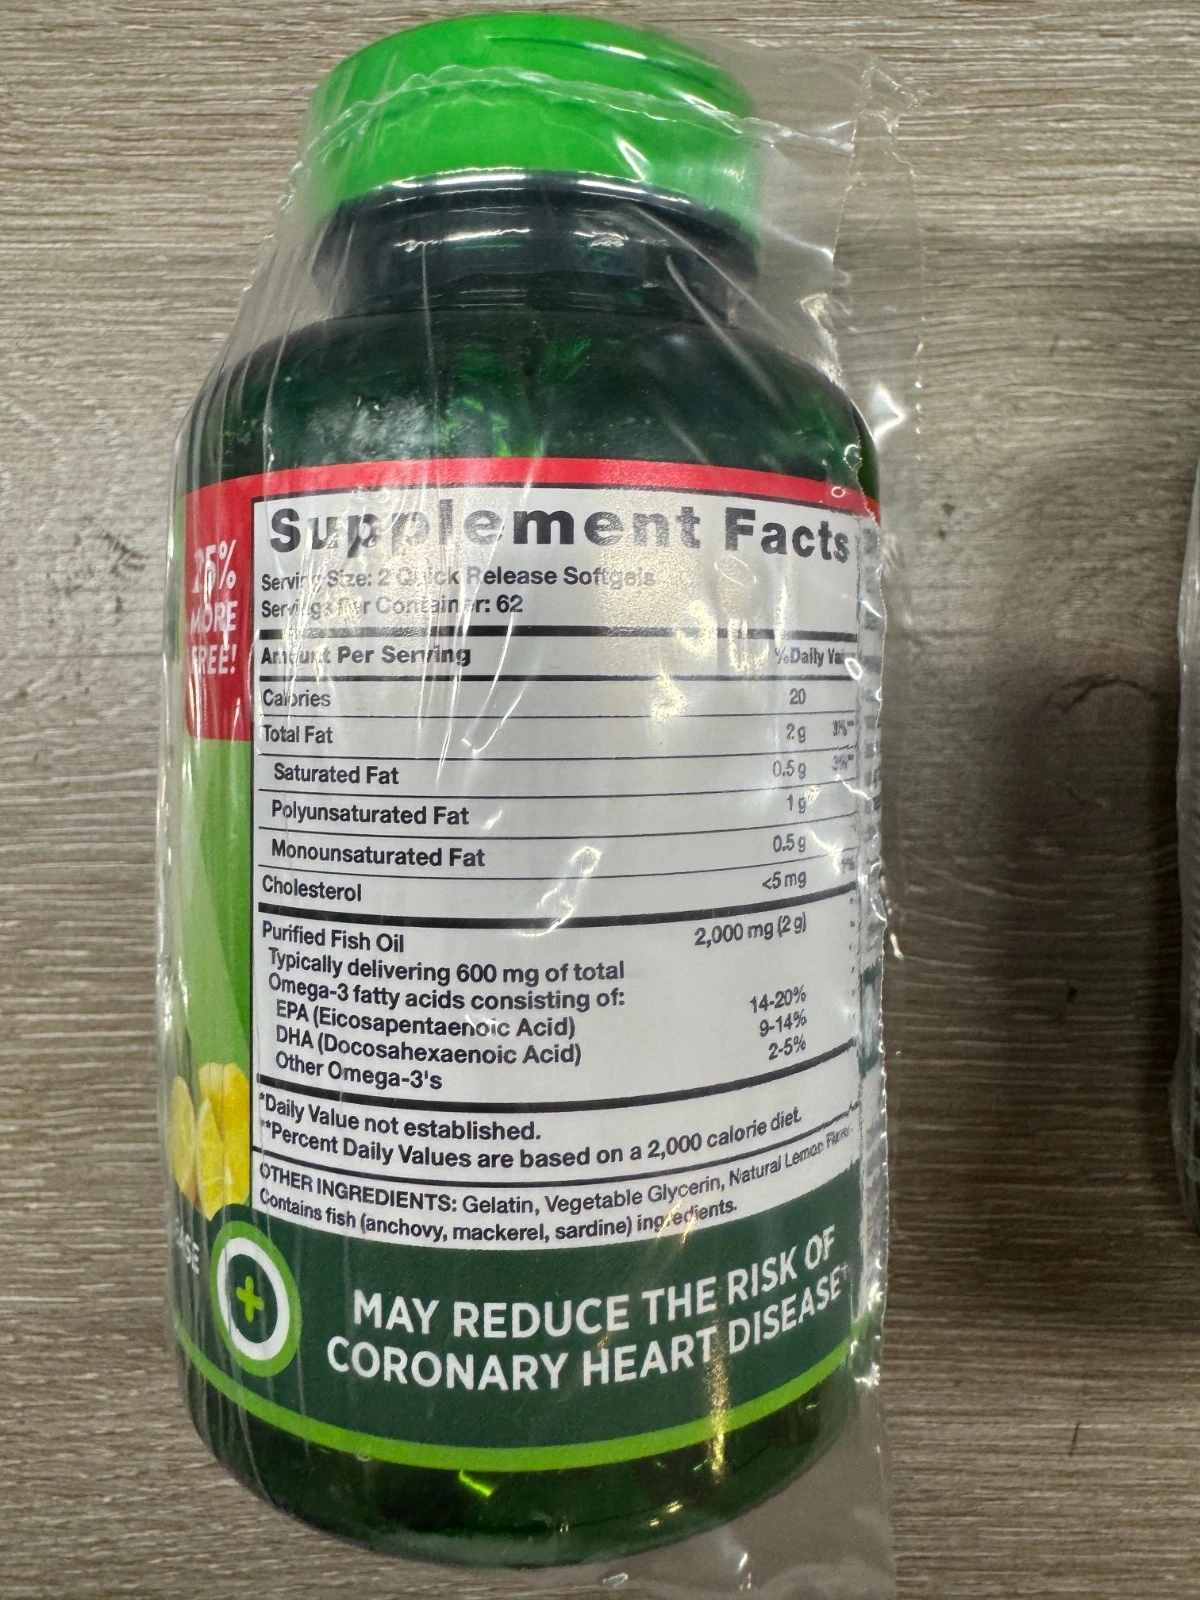 25%
MORE
FREE!
Supplement Facts
Serving Size: 2 Quick Release Softgels
Servings Per Container: 62
Amount Per Serving %Daily
Calories 20
Total Fat 2 g 3%**
Saturated Fat 0.5 g 3%**
Polyunsaturated Fat 1 g
Monounsaturated Fat 0.5 g
Cholesterol <5 mg
Purified Fish Oil 2,000 mg (2 g)
Typically delivering 600 mg of total
Omega-3 fatty acids consisting of:
EPA (Eicosapentaenoic Acid) 14-20%
DHA (Docosahexaenoic Acid) 9-14%
Other Omega-3's 2-5%
*Daily Value not established.
**Percent Daily Values are based on a 2,000 calorie diet.
OTHER INGREDIENTS: Gelatin, Vegetable Glycerin, Natural Lemon Flavor.
Contains fish (anchovy, mackerel, sardine) ingredients.
MAY REDUCE THE RISK OF
CORONARY HEART DISEASE†